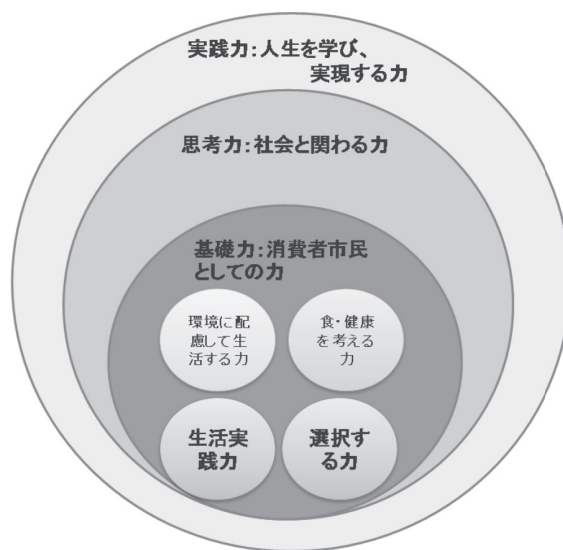 実践力：人生を学び、
実現する力
思考力：社会と関わる力
基礎力：消費者市民
としての力
環境に配
慮して生
活する力
食・健康
を考える
力
生活実
践力
選択す
る力